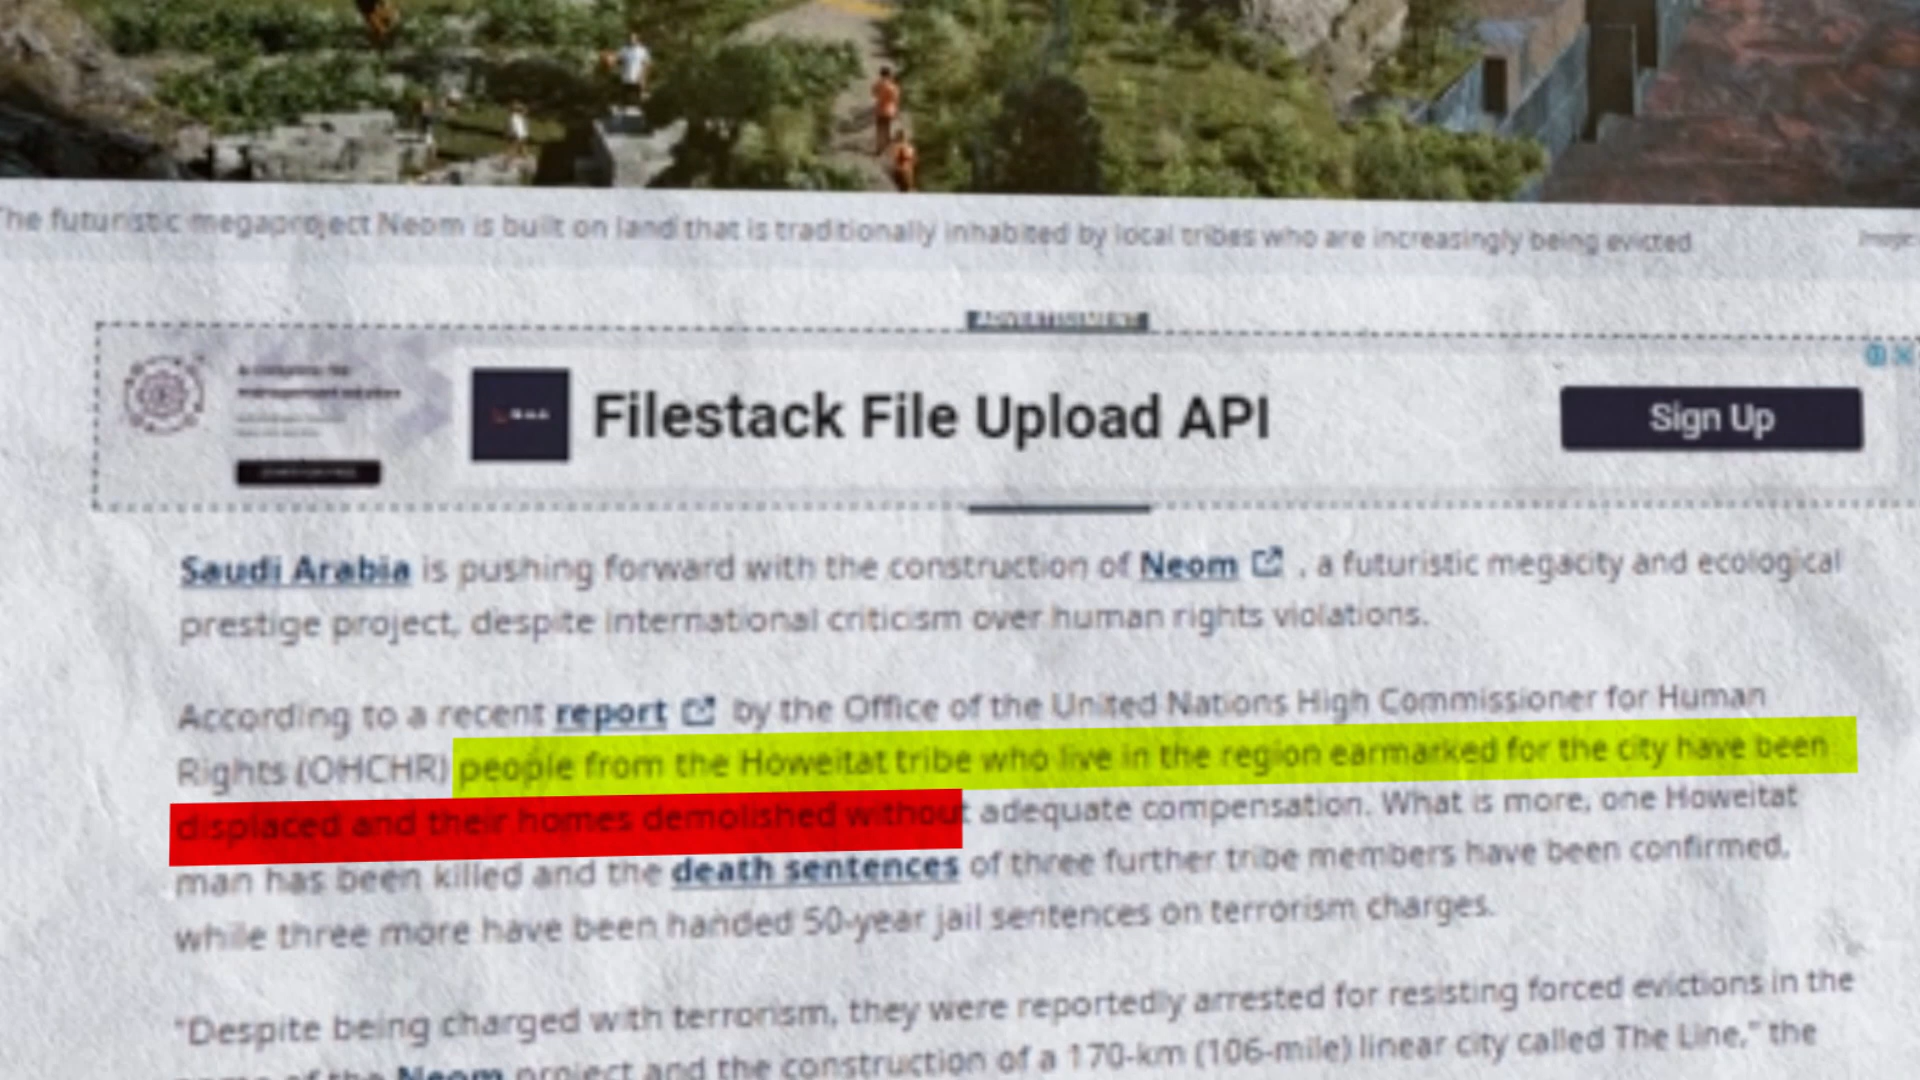 The futuristic megaproject Neom is built on land that is traditionally inhabited by local tribes who are increasingly being evicted
ADVERTISEMENT
Filestack File Upload API
Sign Up
Saudi Arabia is pushing forward with the construction of Neom , a futuristic megacity and ecological
prestige project, despite international criticism over human rights violations.
According to a recent report by the Office of the United Nations High Commissioner for Human
Rights (OHCHR) people from the Howeitat tribe who live in the region earmarked for the city have been
displaced and their homes demolished without adequate compensation. What is more, one Howeitat
man has been killed and the death sentences of three further tribe members have been confirmed,
while three more have been handed 50-year jail sentences on terrorism charges.
"Despite being charged with terrorism, they were reportedly arrested for resisting forced evictions in the
of the Neom project and the construction of a 170-km (106-mile) linear city called The Line," the